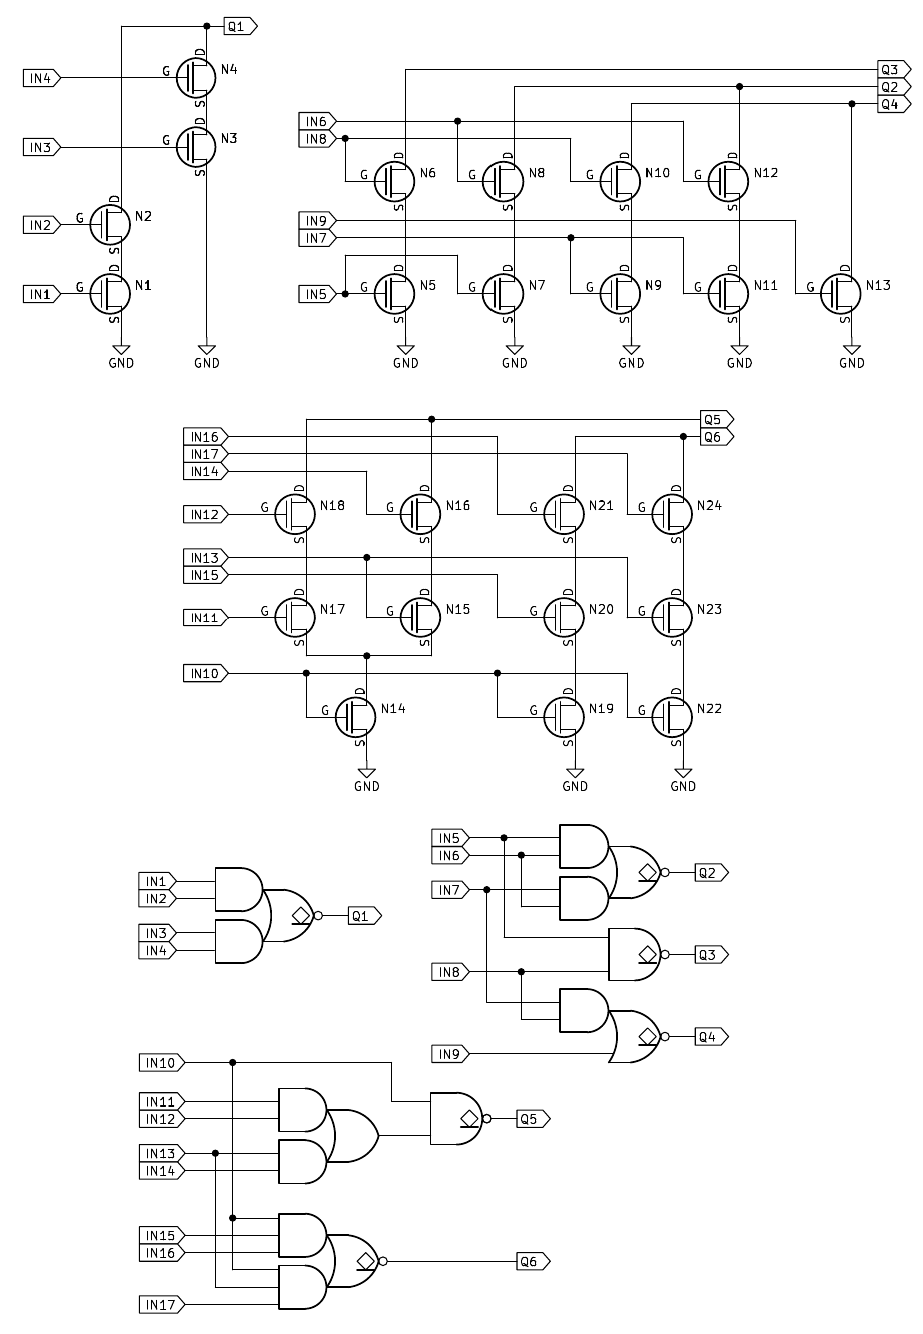 Q1
D
IN4 G N4
S
D
IN3 G N3
S
D
IN2 G N2
S
D
IN1 G N1
S
GND GND
Q3
Q2
Q4
IN6
IN8
D D D D
G N6 G N8 G N10 G N12
S S S S
IN9
IN7
D D D D D
IN5 G N5 G N7 G N9 G N11 G N13
S S S S S
GND GND GND GND GND
Q5
IN16 Q6
IN17
IN14
D D D D
IN12 G N18 G N16 G N21 G N24
S S S S
IN13
IN15
D D D D
IN11 G N17 G N15 G N20 G N23
S S S S
IN10
D D D
G N14 G N19 G N22
S S S
GND GND GND
IN1
IN2
Q1
IN3
IN4
IN5
IN6
Q2
IN7
Q3
IN8
Q4
IN9
IN10
IN11
IN12
Q5
IN13
IN14
IN15
IN16
Q6
IN17